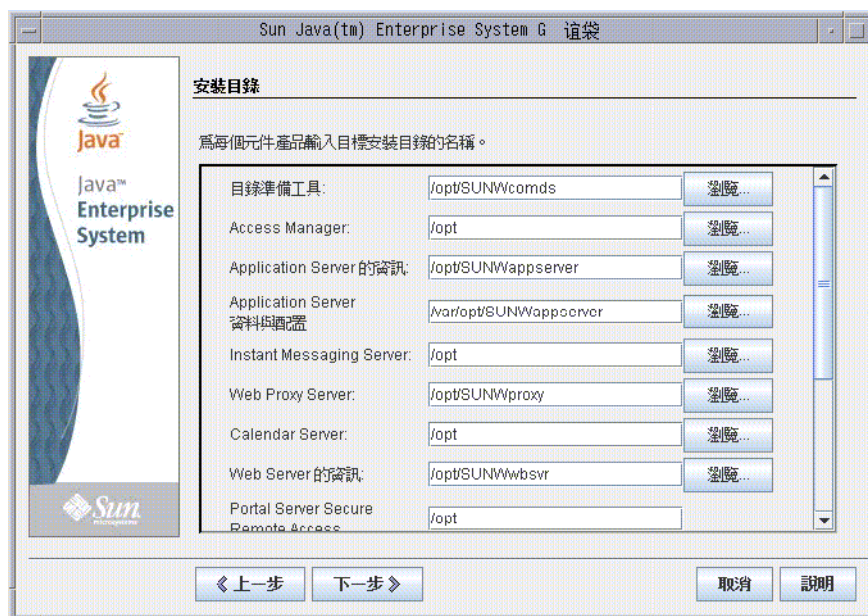 Sun Java(tm) Enterprise System G 谊袋
Java
Java™
Enterprise
System
Sun
microsystems
安裝目錄
爲每個元件產品輸入目標安裝目錄的名稱。
目錄準備工具: /opt/SUNWcomds 瀏覽...
Access Manager: /opt 瀏覽...
Application Server 的資訊: /opt/SUNWappserver 瀏覽...
Application Server
資料與配置 /var/opt/SUNWappserver 瀏覽...
Instant Messaging Server: /opt 瀏覽...
Web Proxy Server: /opt/SUNWproxy 瀏覽...
Calendar Server: /opt 瀏覽...
Web Server 的資訊: /opt/SUNWwbsvr 瀏覽...
Portal Server Secure
Remote Access /opt
《 上一步 下一步 》 取消 說明